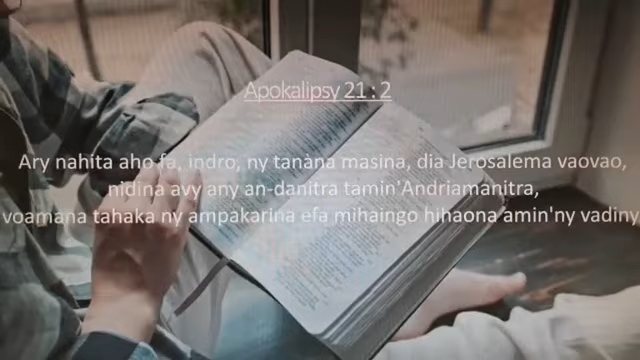 Apokalipsy 21 : 2
Ary nahita aho fa, indro, ny tanàna masina, dia Jerosalema vaovao,
nidina avy any an-danitra tamin'Andriamanitra,
voamana tahaka ny ampakarina efa mihaingo hihaona amin'ny vadiny